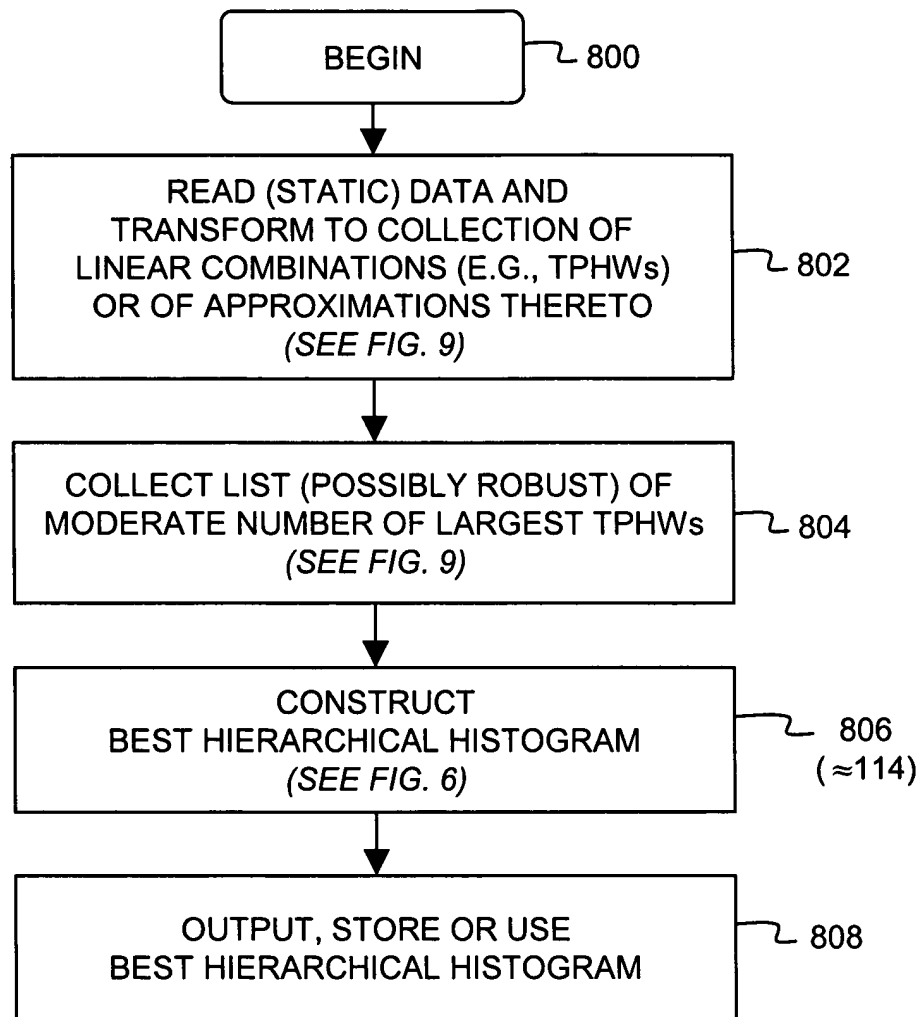 BEGIN
800
READ (STATIC) DATA AND
TRANSFORM TO COLLECTION OF
LINEAR COMBINATIONS (E.G., TPHWs)
OR OF APPROXIMATIONS THERETO
(SEE FIG. 9)
802
COLLECT LIST (POSSIBLY ROBUST) OF
MODERATE NUMBER OF LARGEST TPHWs
(SEE FIG. 9)
804
CONSTRUCT
BEST HIERARCHICAL HISTOGRAM
(SEE FIG. 6)
806
(≈114)
OUTPUT, STORE OR USE
BEST HIERARCHICAL HISTOGRAM
808